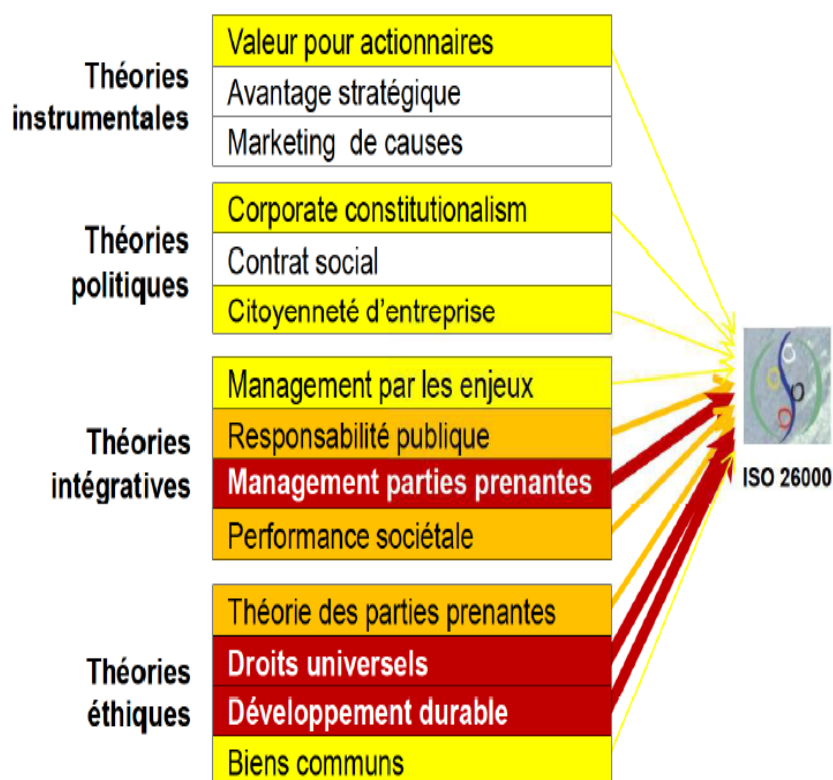 Théories
instrumentales
Valeur pour actionnaires
Avantage stratégique
Marketing de causes
Théories
politiques
Corporate constitutionalism
Contrat social
Citoyenneté d'entreprise
Théories
intégratives
Management par les enjeux
Responsabilité publique
Management parties prenantes
Performance sociétale
Théories
éthiques
Théorie des parties prenantes
Droits universels
Développement durable
Biens communs
ISO 26000